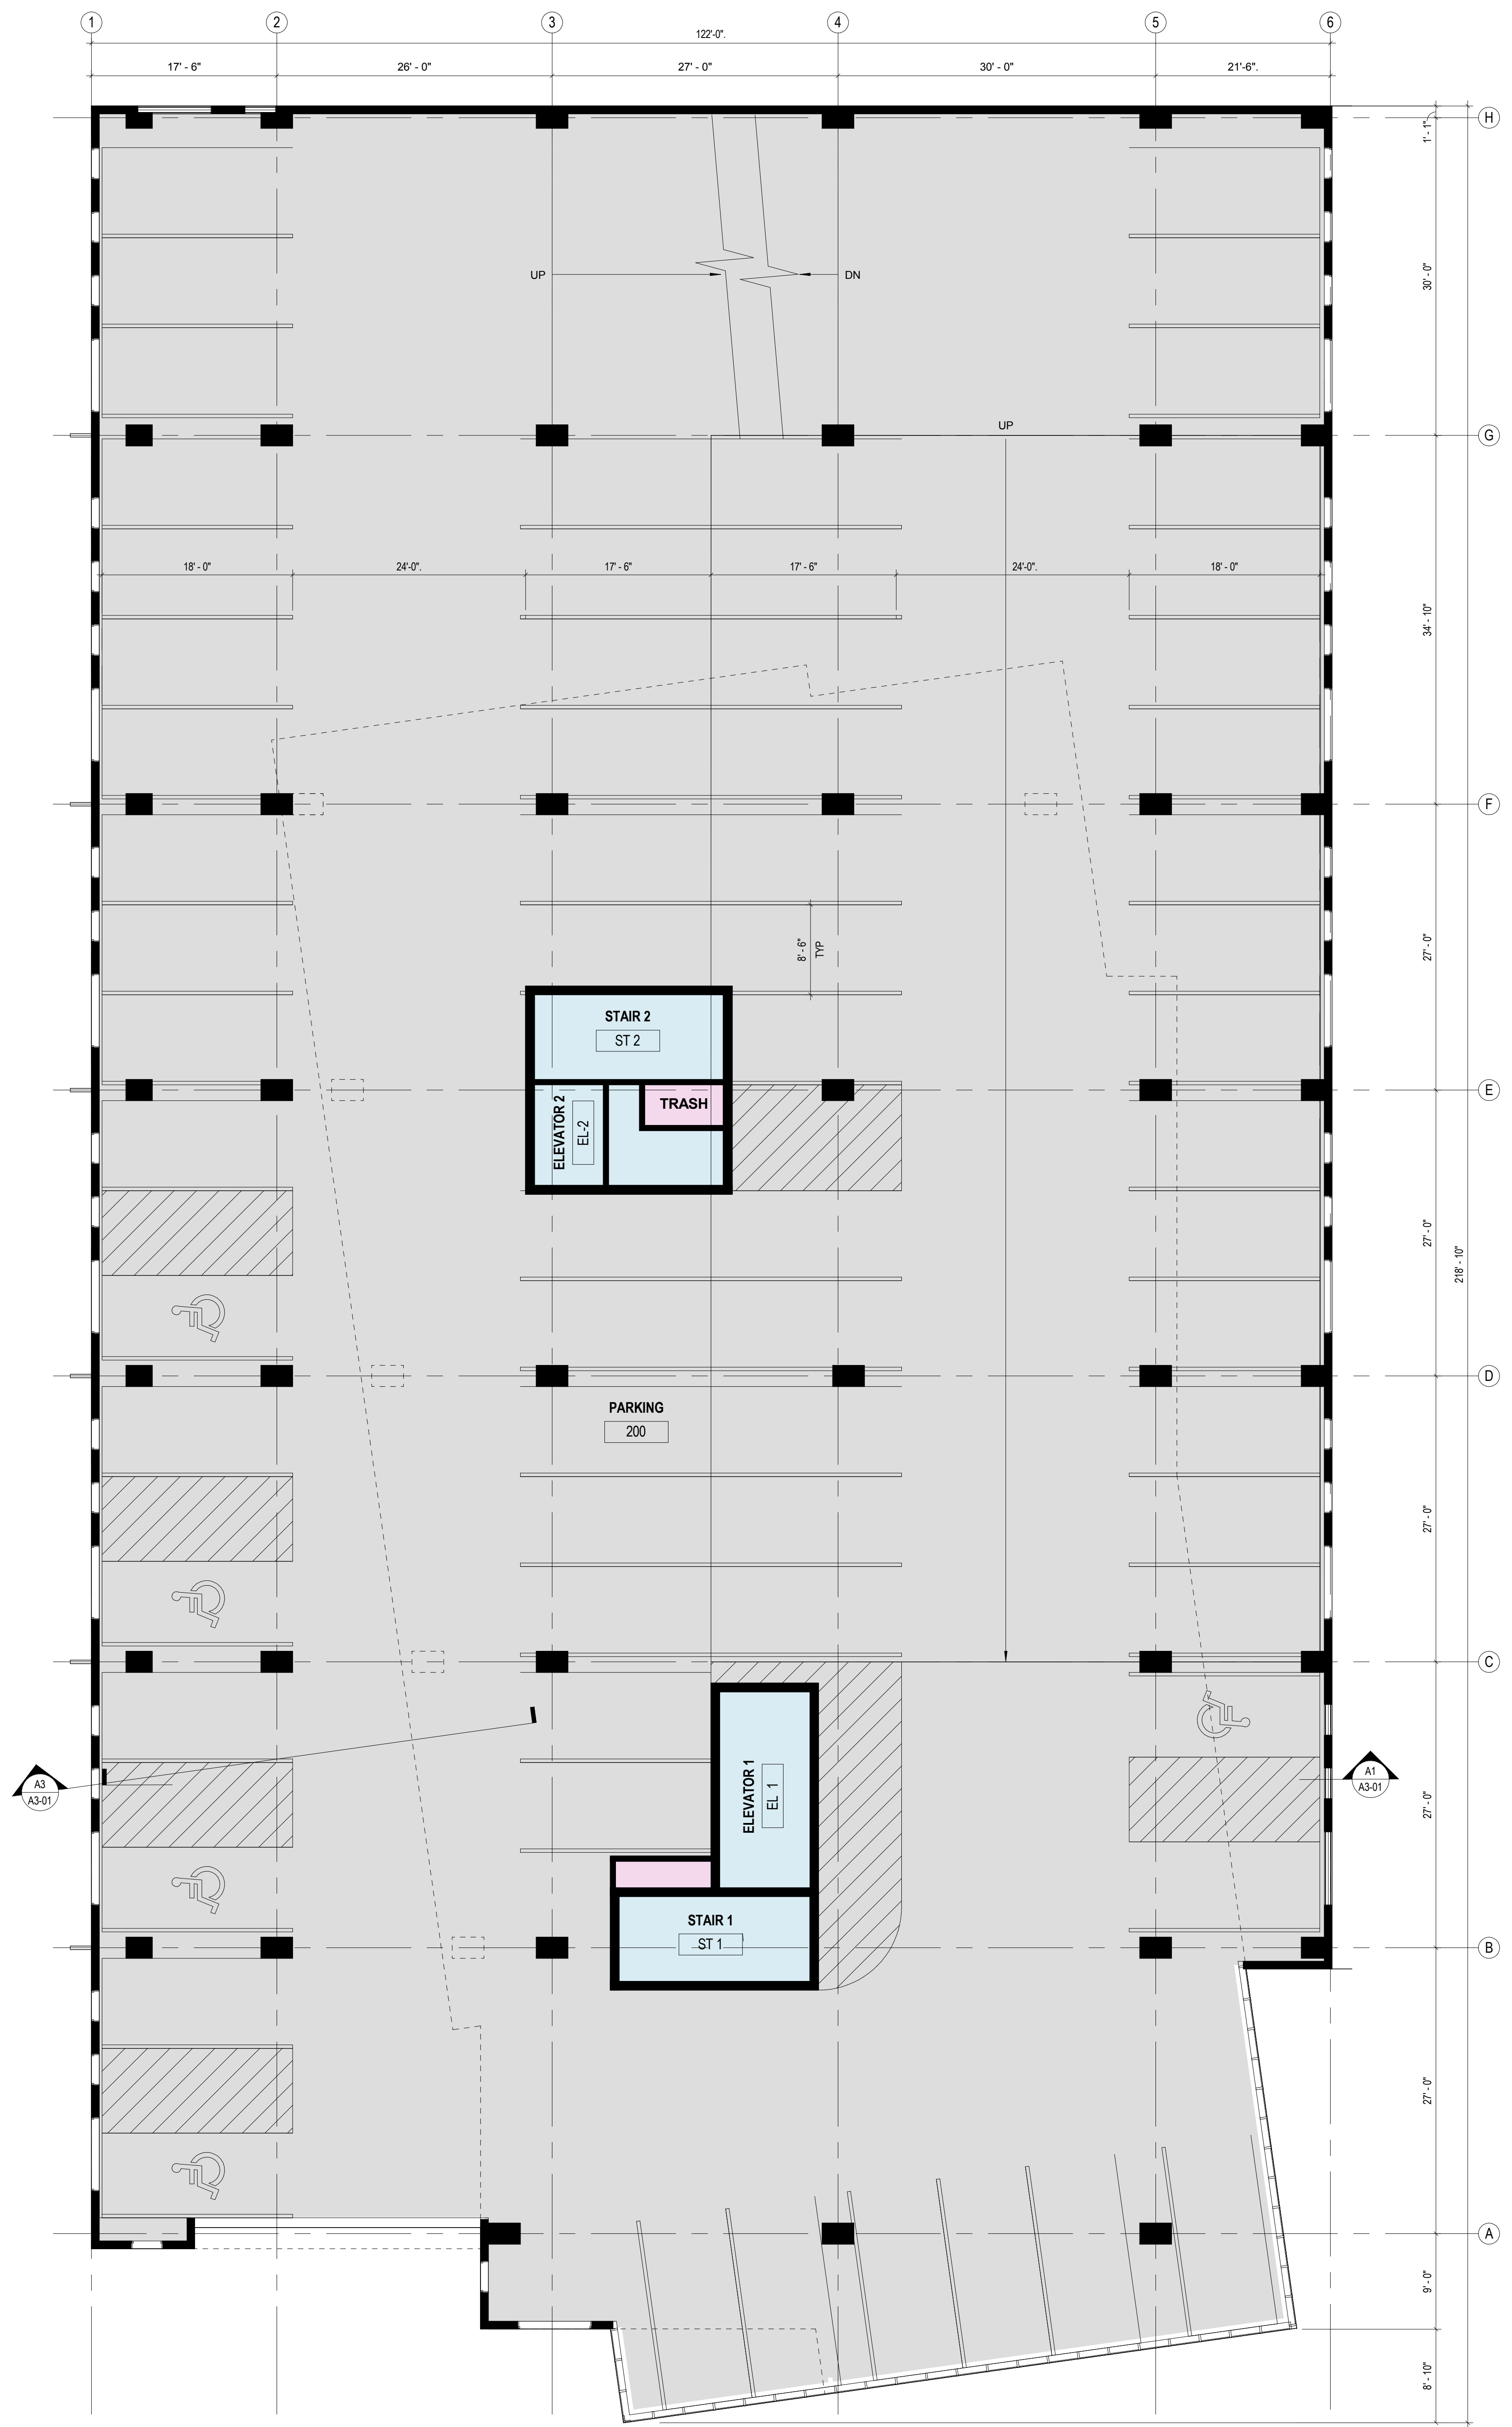 1 2 3 4 5 6
122'-0".
17' - 6" 26' - 0" 27' - 0" 30' - 0" 21'-6".
H
1' - 1"
UP DN
30' - 0"
UP
G
18' - 0" 24'-0". 17' - 6" 17' - 6" 24'-0". 18' - 0"
34' - 10"
F
8' - 6"
TYP
27' - 0"
STAIR 2
ST 2
E
TRASH
ELEVATOR 2
EL-2
27' - 0"
218' - 10"
D
PARKING
200
27' - 0"
C
A3
A3-01
ELEVATOR 1
EL 1
A1
A3-01
27' - 0"
STAIR 1
ST 1
B
27' - 0"
A
9' - 0"
8' - 10"